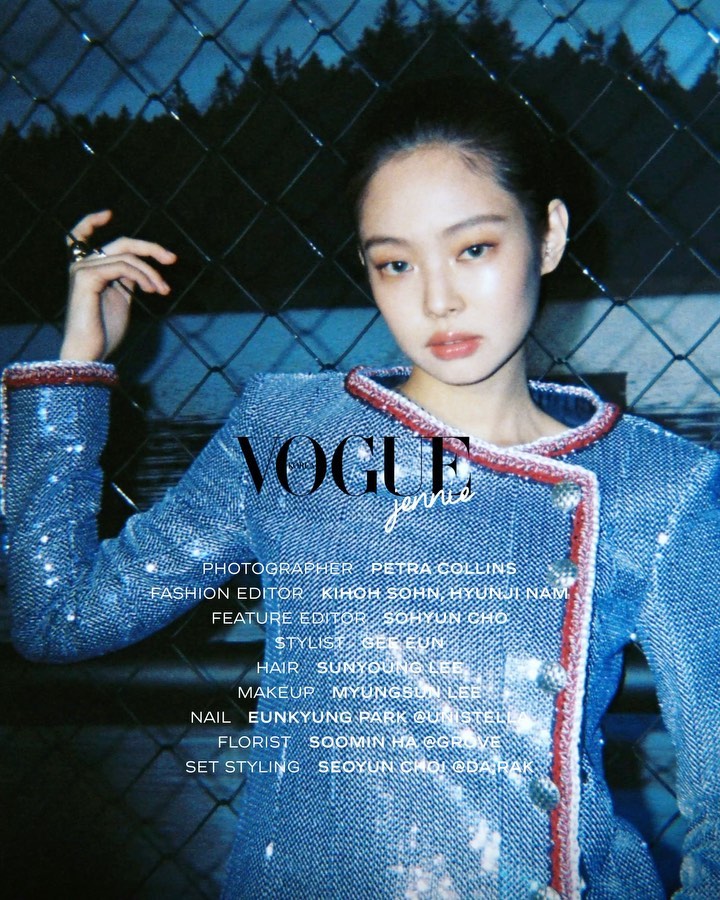 VOGUE
jennie
PHOTOGRAPHER PETRA COLLINS
FASHION EDITOR KIHOH SOHN, HYUNJI NAM
FEATURE EDITOR SOHYUN CHO
STYLIST GEE EUN
HAIR SUNYOUNG LEE
MAKEUP MYUNGSUN LEE
NAIL EUNKYUNG PARK @UNISTELLA
FLORIST SOOMIN HA @GROVE
SET STYLING SEOYUN CHOI @DA;RAK